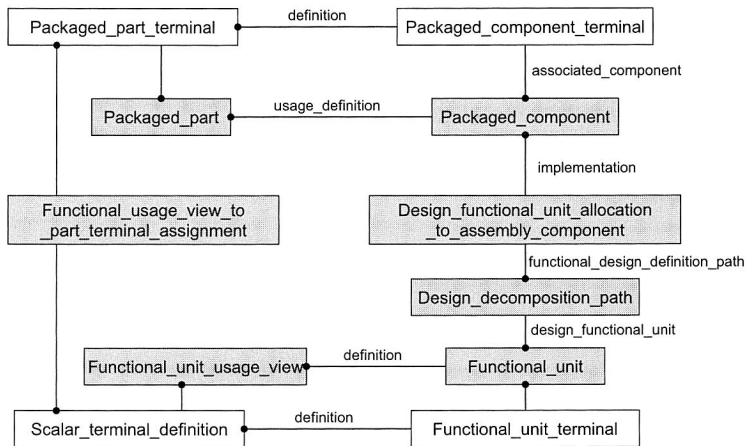 Packaged_part_terminal
definition
Packaged_component_terminal
associated_component
Packaged_part
usage_definition
Packaged_component
implementation
Functional_usage_view_to
_part_terminal_assignment
Design_functional_unit_allocation
_to_assembly_component
functional_design_definition_path
Design_decomposition_path
design_functional_unit
Functional_unit_usage_view
definition
Functional_unit
Scalar_terminal_definition
definition
Functional_unit_terminal